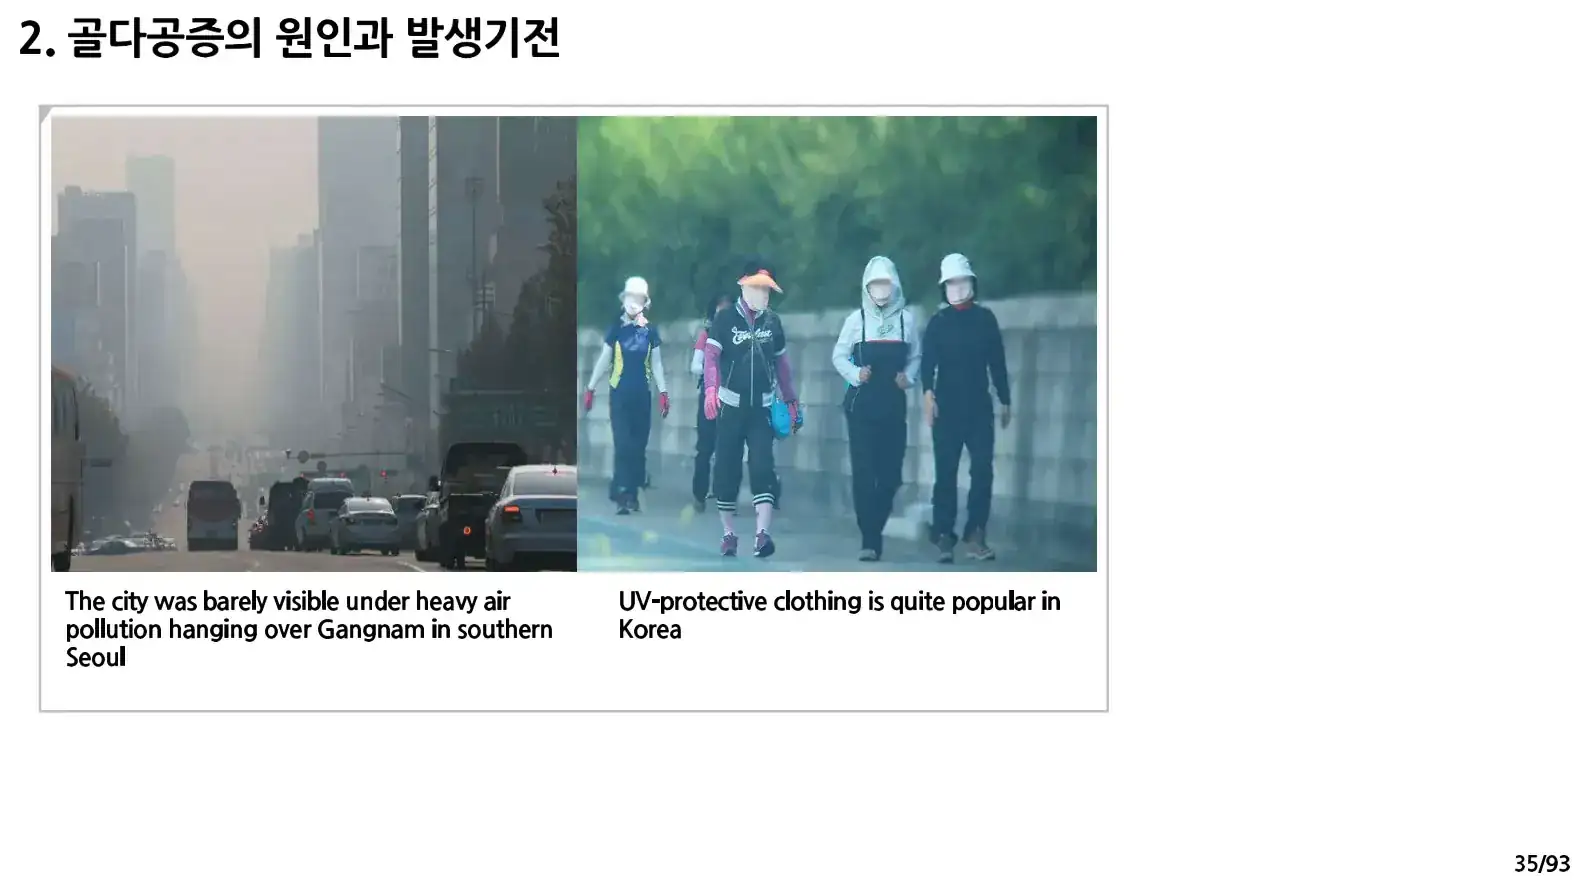 2. 골다공증의 원인과 발생기전
The city was barely visible under heavy air
pollution hanging over Gangnam in southern
Seoul
UV-protective clothing is quite popular in
Korea
35/93